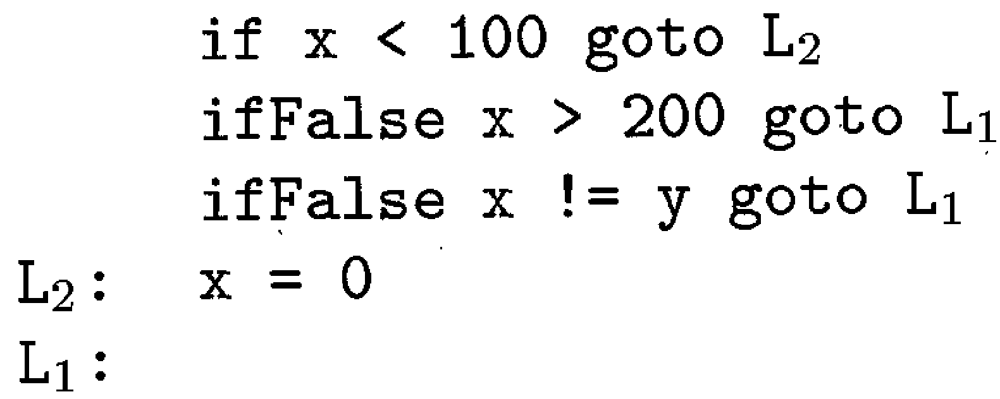 if x < 100 goto L₂
ifFalse x > 200 goto L₁
ifFalse x != y goto L₁
L₂: x = 0
L₁: